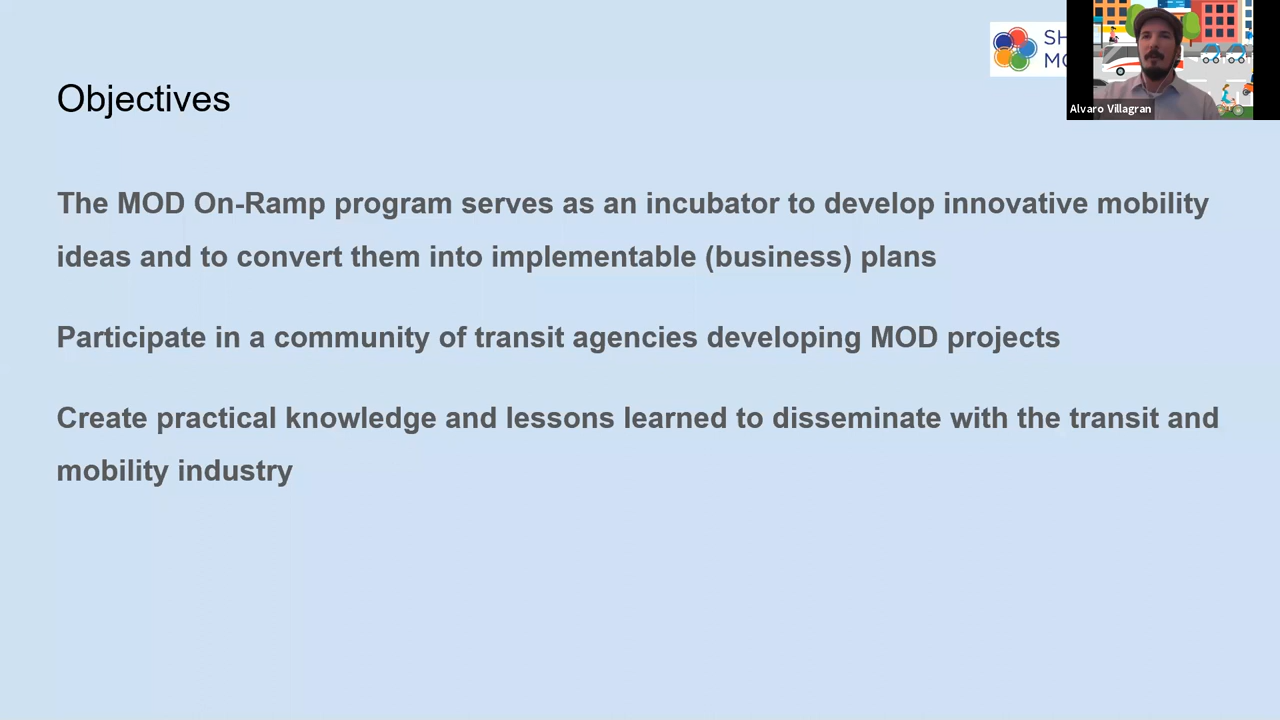 SH
MO
Alvaro Villagran
Objectives
The MOD On-Ramp program serves as an incubator to develop innovative mobility
ideas and to convert them into implementable (business) plans
Participate in a community of transit agencies developing MOD projects
Create practical knowledge and lessons learned to disseminate with the transit and
mobility industry